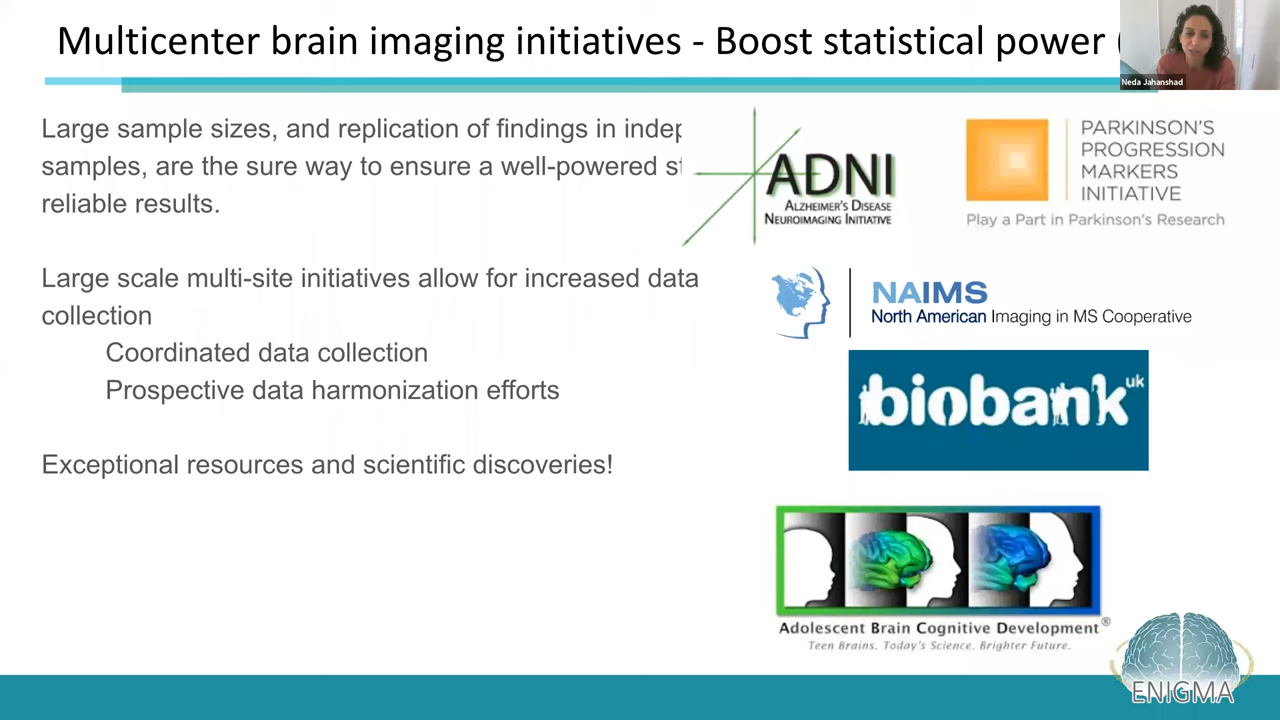 Multicenter brain imaging initiatives - Boost statistical power (
Neda Jahanshad
Large sample sizes, and replication of findings in
samples, are the sure way to ensure a well-powered
reliable results.
Large scale multi-site initiatives allow for increased data
collection
Coordinated data collection
Prospective data harmonization efforts
Exceptional resources and scientific discoveries!
ADNI
ALZHEIMER'S DISEASE
NEUROIMAGING INITIATIVE
PARKINSON'S
PROGRESSION
MARKERS
INITIATIVE
Play a Part in Parkinson's Research
NAIMS
North American Imaging in MS Cooperative
biobank uk
Adolescent Brain Cognitive Development®
Teen Brains. Today's Science. Brighter Future.
ENIGMA